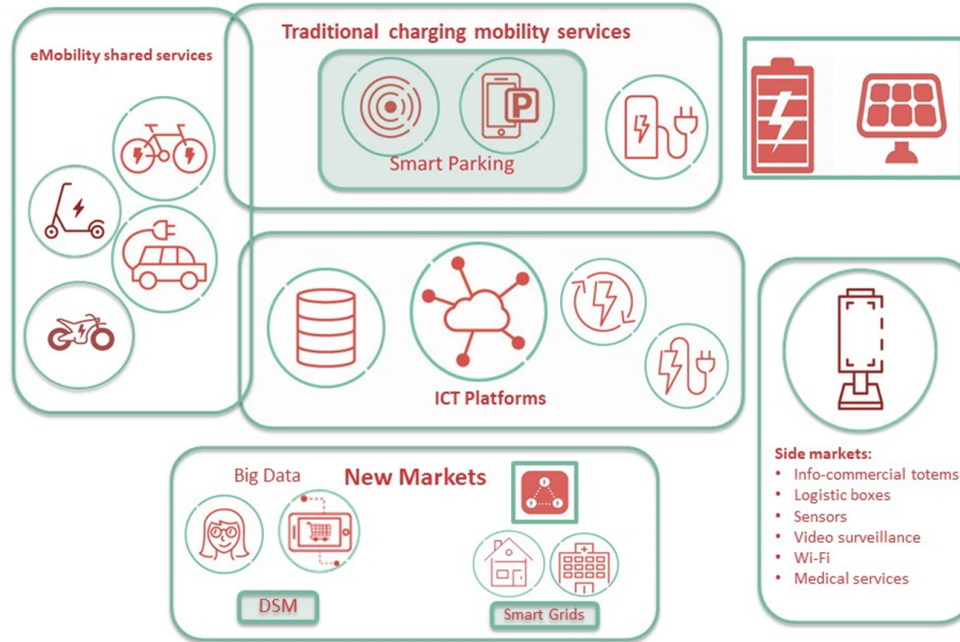 eMobility shared services
Traditional charging mobility services
P
Smart Parking
ICT Platforms
Side markets:
• Info-commercial totems
• Logistic boxes
• Sensors
• Video surveillance
• Wi-Fi
• Medical services
Big Data
New Markets
DSM
Smart Grids